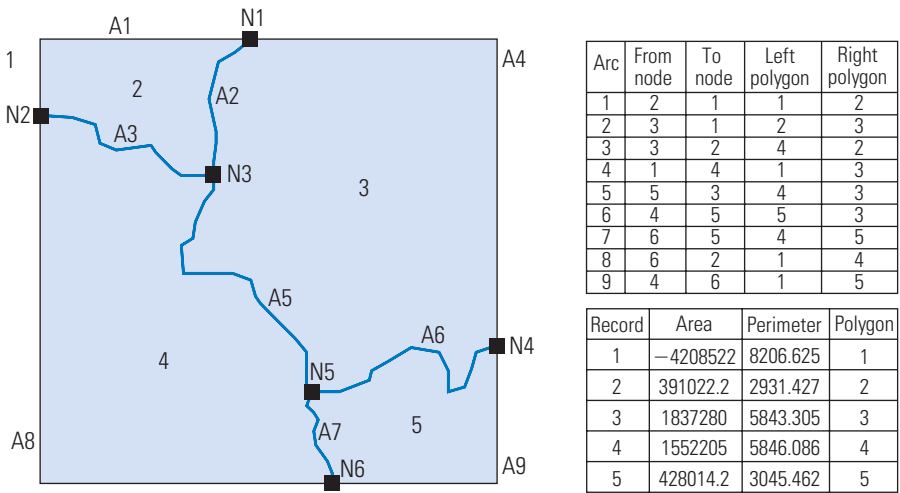 A1
N1
1
A4
2
A2
N2
A3
N3
3
A5
4
A6
N4
N5
5
A7
A8
N6
A9
Arc From node To node Left polygon Right polygon
1 2 1 1 2
2 3 1 2 3
3 3 2 4 2
4 1 4 1 3
5 5 3 4 3
6 4 5 5 3
7 6 5 4 5
8 6 2 1 4
9 4 6 1 5
Record Area Perimeter Polygon
1 −4208522 8206.625 1
2 391022.2 2931.427 2
3 1837280 5843.305 3
4 1552205 5846.086 4
5 428014.2 3045.462 5